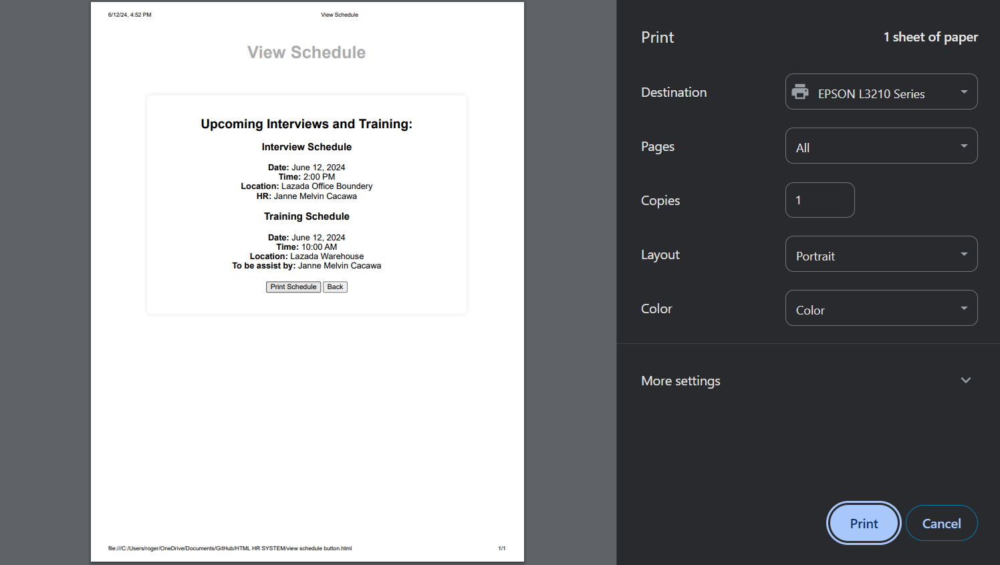 6/12/24, 4:52 PM
View Schedule
View Schedule
Upcoming Interviews and Training:
Interview Schedule
Date: June 12, 2024
Time: 2:00 PM
Location: Lazada Office Boundery
HR: Janne Melvin Cacawa
Training Schedule
Date: June 12, 2024
Time: 10:00 AM
Location: Lazada Warehouse
To be assist by: Janne Melvin Cacawa
Print Schedule Back
file:///C:/Users/roger/OneDrive/Documents/GitHub/HTML HR SYSTEM/view schedule button.html
1/1
Print
1 sheet of paper
Destination
EPSON L3210 Series
Pages
All
Copies
1
Layout
Portrait
Color
Color
More settings
Print
Cancel